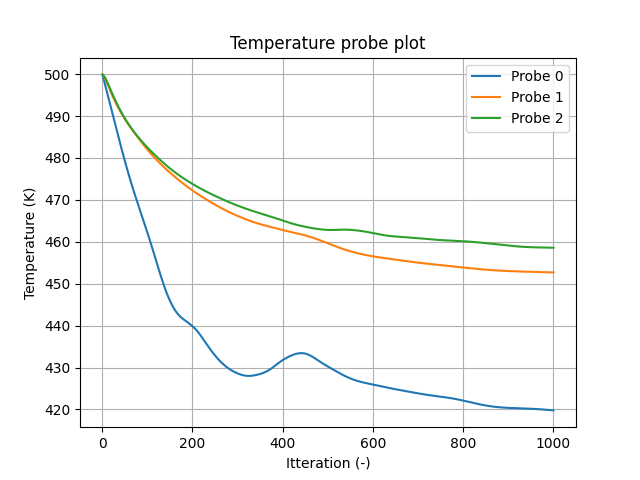 Temperature probe plot
Probe 0
Probe 1
Probe 2
500
490
480
470
460
450
440
430
420
Temperature (K)
0 200 400 600 800 1000
Itteration (-)